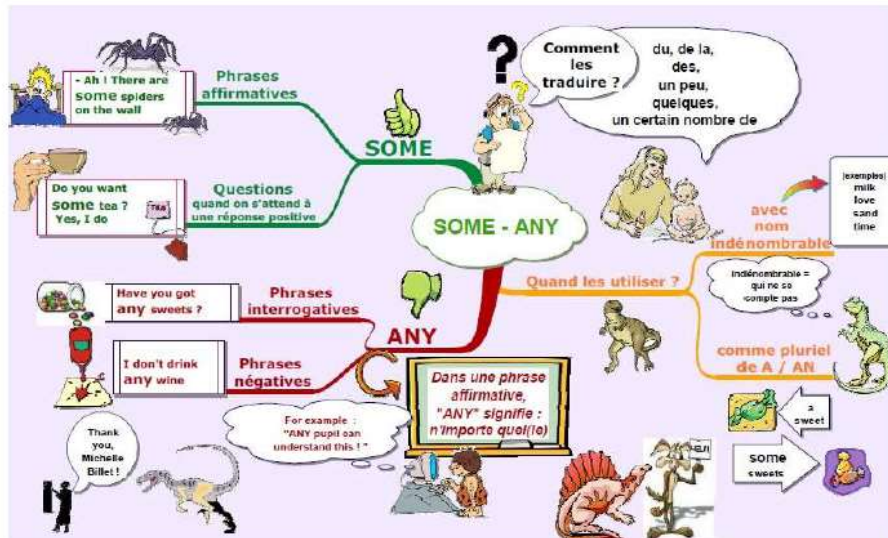 Comment
les
traduire ?
du, de la,
des,
un peu,
quelques,
un certain nombre de
- Ah ! There are
some spiders
on the wall
Phrases
affirmatives
SOME
Do you want
some tea ?
Yes, I do
TEA
Questions
quand on s'attend à
une réponse positive
SOME - ANY
(exemples)
milk
love
sand
time
avec
nom
indénombrable
Quand les utiliser ?
indénombrable =
qui ne se
compte pas
comme pluriel
de A / AN
a
sweet
some
sweets
Have you got
any sweets ?
Phrases
interrogatives
ANY
I don't drink
any wine
Phrases
négatives
Dans une phrase
affirmative,
"ANY" signifie :
n'importe quel(le)
For example :
"ANY pupil can
understand this ! "
Thank
you,
Michelle
Billet !